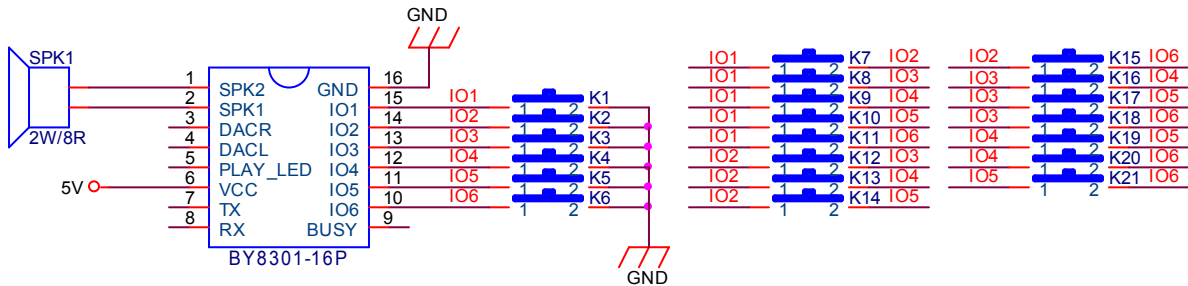 GND
SPK1
2W/8R
5V
1 SPK2 GND 16
2 SPK1 IO1 15
3 DACR IO2 14
4 DACL IO3 13
5 PLAY_LED IO4 12
6 VCC IO5 11
7 TX IO6 10
8 RX BUSY 9
BY8301-16P
IO1 1 2 K1
IO2 1 2 K2
IO3 1 2 K3
IO4 1 2 K4
IO5 1 2 K5
IO6 1 2 K6
GND
IO1 1 2 K7 IO2
IO1 1 2 K8 IO3
IO1 1 2 K9 IO4
IO1 1 2 K10 IO5
IO1 1 2 K11 IO6
IO2 1 2 K12 IO3
IO2 1 2 K13 IO4
IO2 1 2 K14 IO5
IO2 1 2 K15 IO6
IO3 1 2 K16 IO4
IO3 1 2 K17 IO5
IO3 1 2 K18 IO6
IO4 1 2 K19 IO5
IO4 1 2 K20 IO6
IO5 1 2 K21 IO6